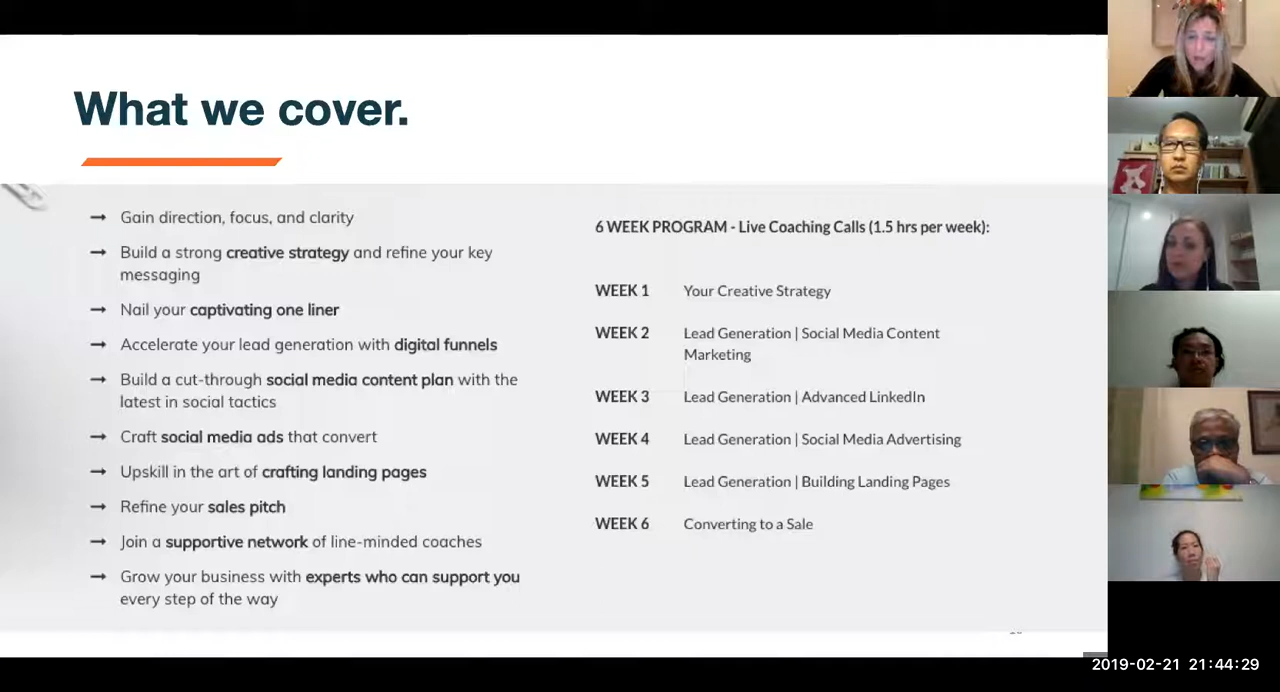 What we cover.
→ Gain direction, focus, and clarity
→ Build a strong creative strategy and refine your key
messaging
→ Nail your captivating one liner
→ Accelerate your lead generation with digital funnels
→ Build a cut-through social media content plan with the
latest in social tactics
→ Craft social media ads that convert
→ Upskill in the art of crafting landing pages
→ Refine your sales pitch
→ Join a supportive network of line-minded coaches
→ Grow your business with experts who can support you
every step of the way
6 WEEK PROGRAM - Live Coaching Calls (1.5 hrs per week):
WEEK 1 Your Creative Strategy
WEEK 2 Lead Generation | Social Media Content
Marketing
WEEK 3 Lead Generation | Advanced LinkedIn
WEEK 4 Lead Generation | Social Media Advertising
WEEK 5 Lead Generation | Building Landing Pages
WEEK 6 Converting to a Sale
2019-02-21 21:44:29